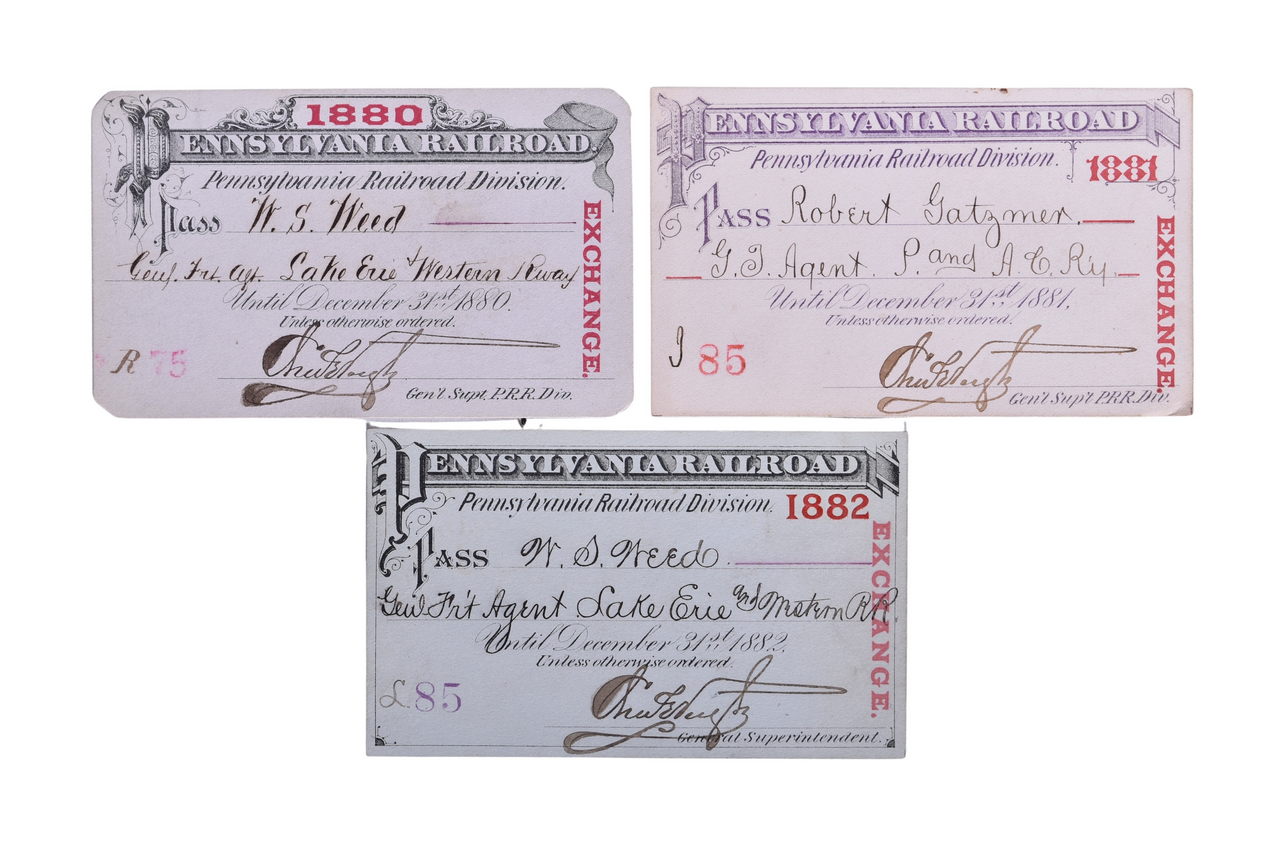 1880
PENNSYLVANIA RAILROAD.
Pennsylvania Railroad Division.
Pass W. S. Weed
Genl. Frt. Agt. Lake Erie & Western Rway
Until December 31st 1880.
Unless otherwise ordered.
R 75
Gen'l Supt. P.R.R. Div.
EXCHANGE.
PENNSYLVANIA RAILROAD
Pennsylvania Railroad Division.
1881
PASS Robert Gatzmer.
G. T. Agent. P. and A. C. Ry.
Until December 31st 1881,
Unless otherwise ordered.
85
Gen'l Sup't P.R.R. Div.
EXCHANGE.
PENNSYLVANIA RAILROAD
Pennsylvania Railroad Division.
1882
PASS W. S. Weed
Genl Fr't Agent Lake Erie and Western RR.
Until December 31st 1882.
Unless otherwise ordered.
L 85
General Superintendent.
EXCHANGE.